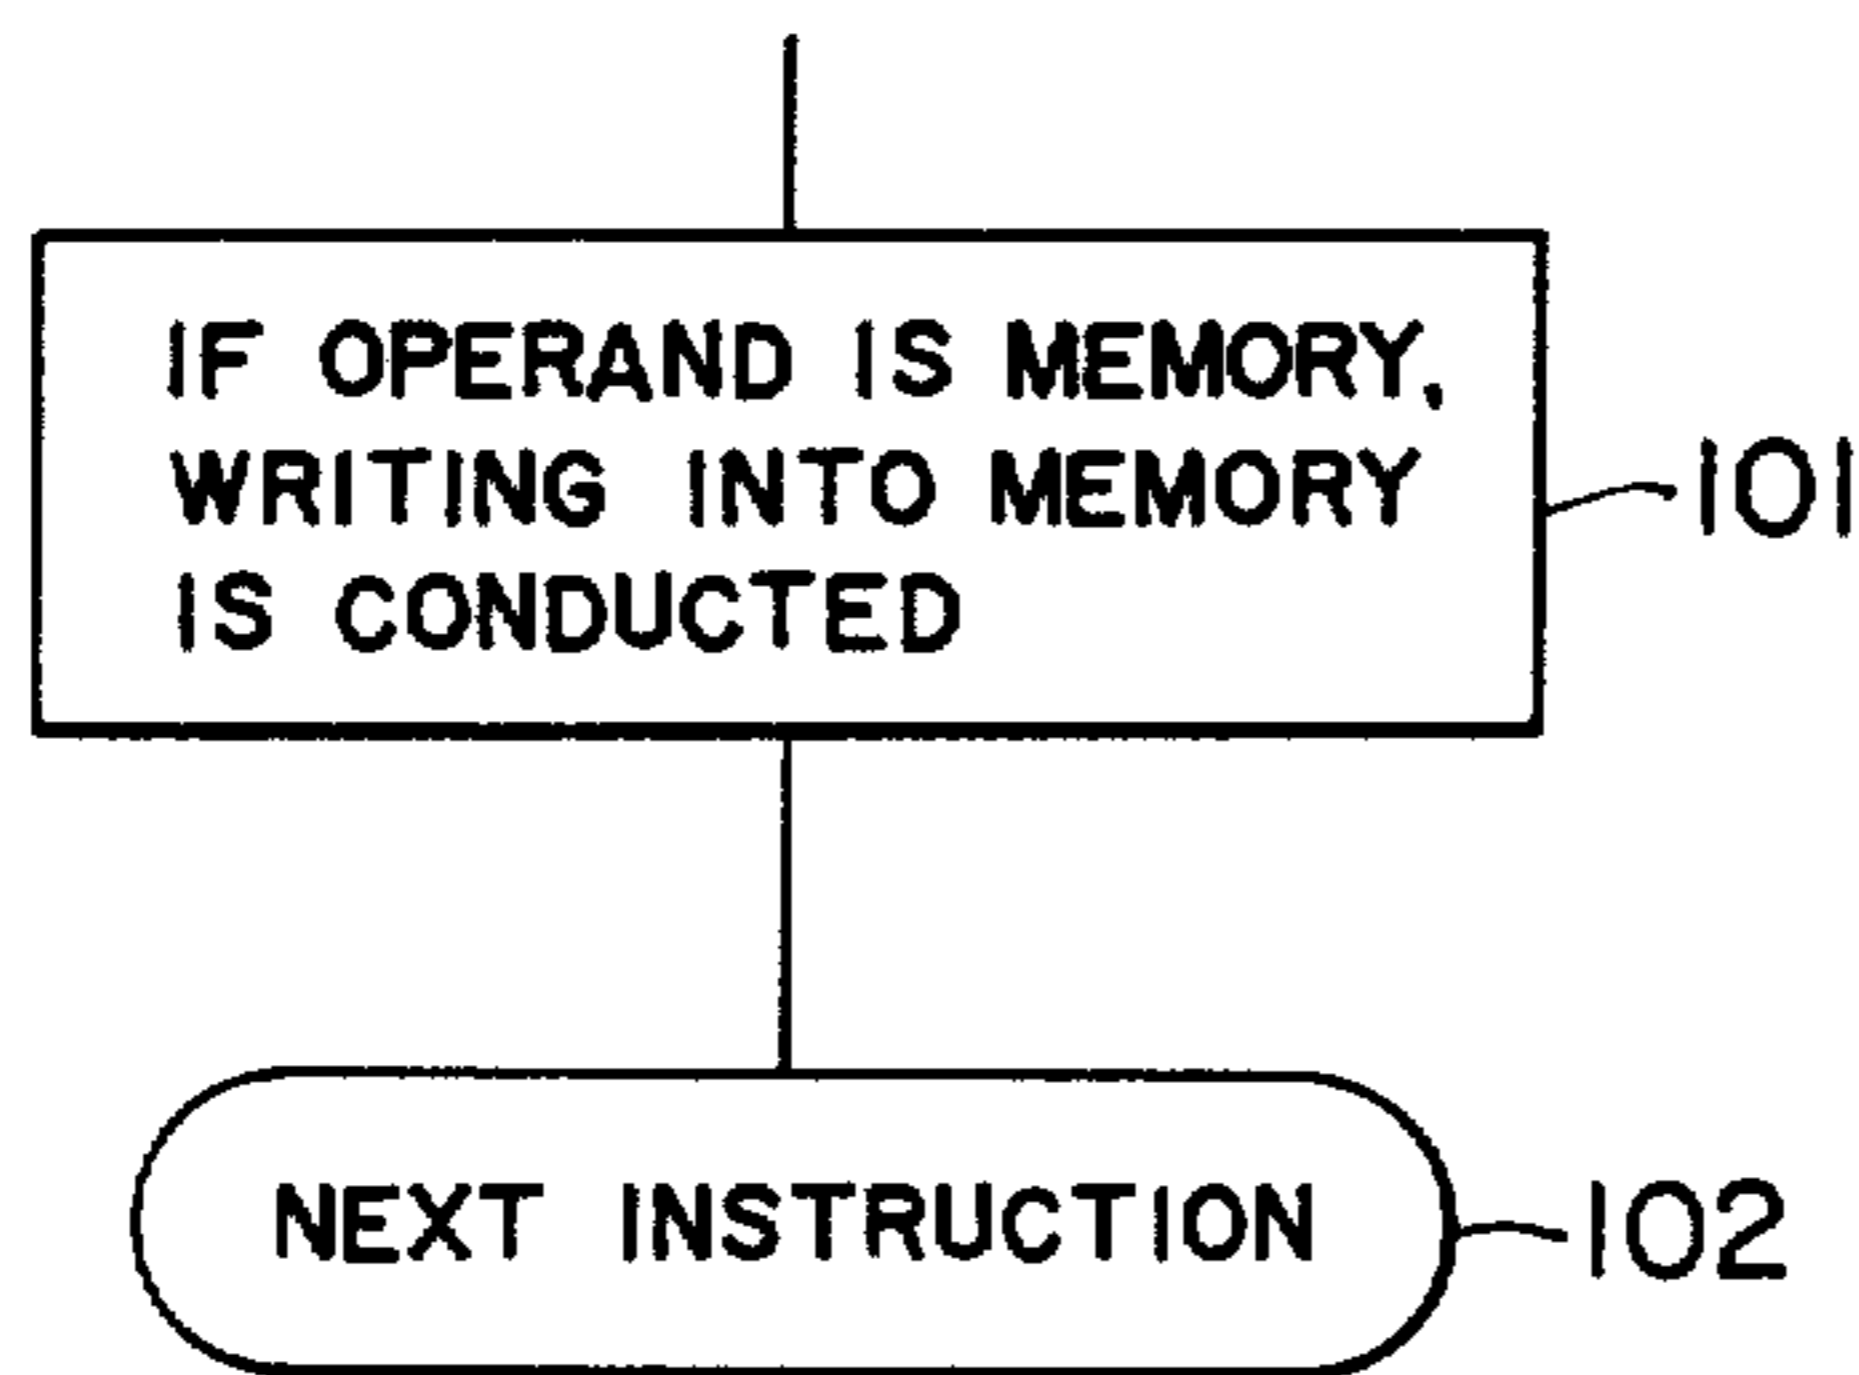 IF OPERAND IS MEMORY,
WRITING INTO MEMORY
IS CONDUCTED
101
NEXT INSTRUCTION
102